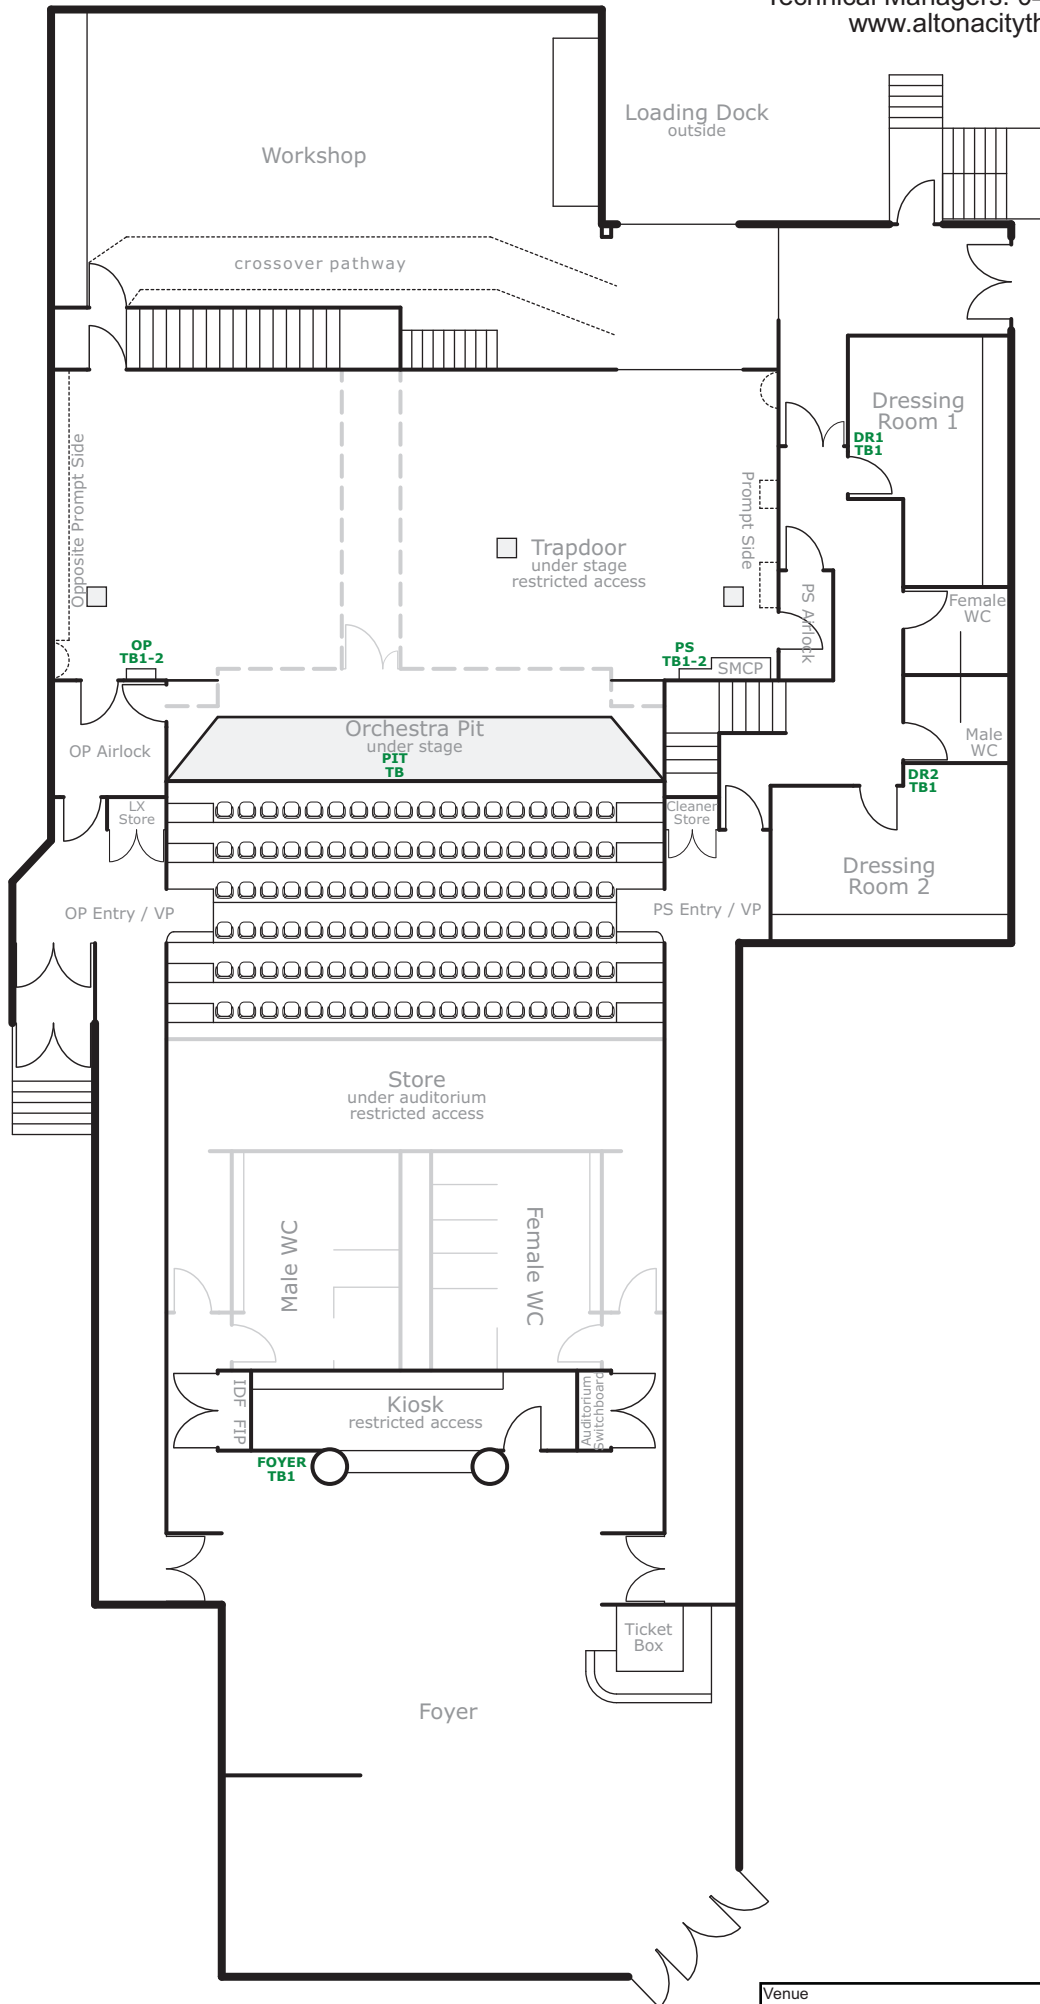 www.altonacityth
Loading Dock
outside
Workshop
crossover pathway
Dressing
Room 1
DR1
TB1
Opposite Prompt Side
Prompt Side
Trapdoor
under stage
restricted access
PS Airlock
Female
WC
OP
TB1-2
PS
TB1-2
SMCP
Orchestra Pit
under stage
PIT
TB
OP Airlock
Male
WC
DR2
TB1
LX
Store
Cleaner
Store
Dressing
Room 2
OP Entry / VP
PS Entry / VP
Store
under auditorium
restricted access
Male WC
Female WC
IDF FIP
Kiosk
restricted access
Auditorium
Switchboard
FOYER
TB1
Ticket
Box
Foyer
Venue